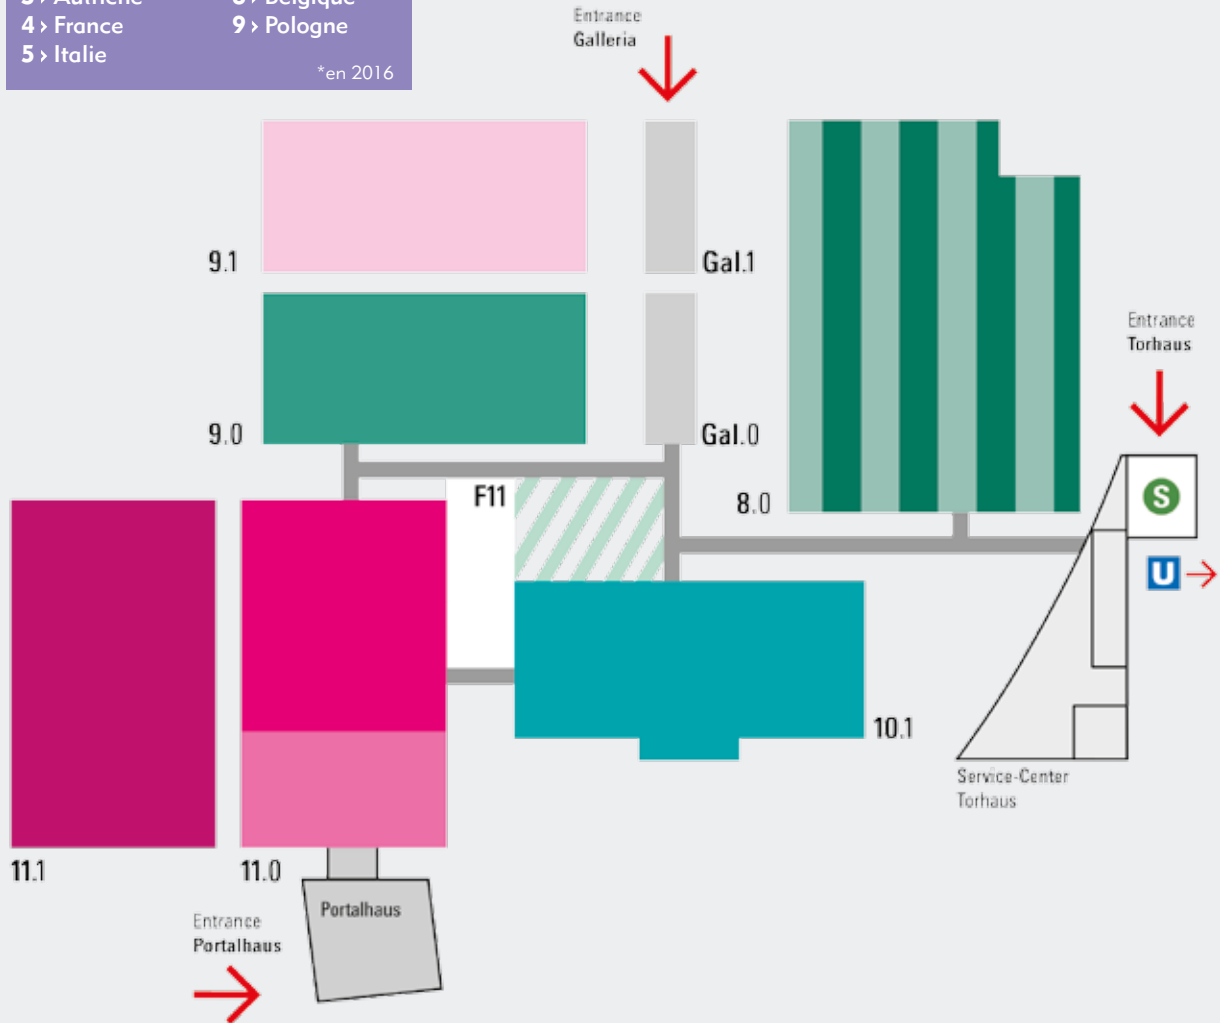 4 › France
9 › Pologne
5 › Italie
*en 2016
Entrance
Galleria
9.1
Gal.1
Entrance
Torhaus
9.0
Gal.0
F11
8.0
S
U
10.1
Service-Center
Torhaus
11.1
11.0
Portalhaus
Entrance
Portalhaus